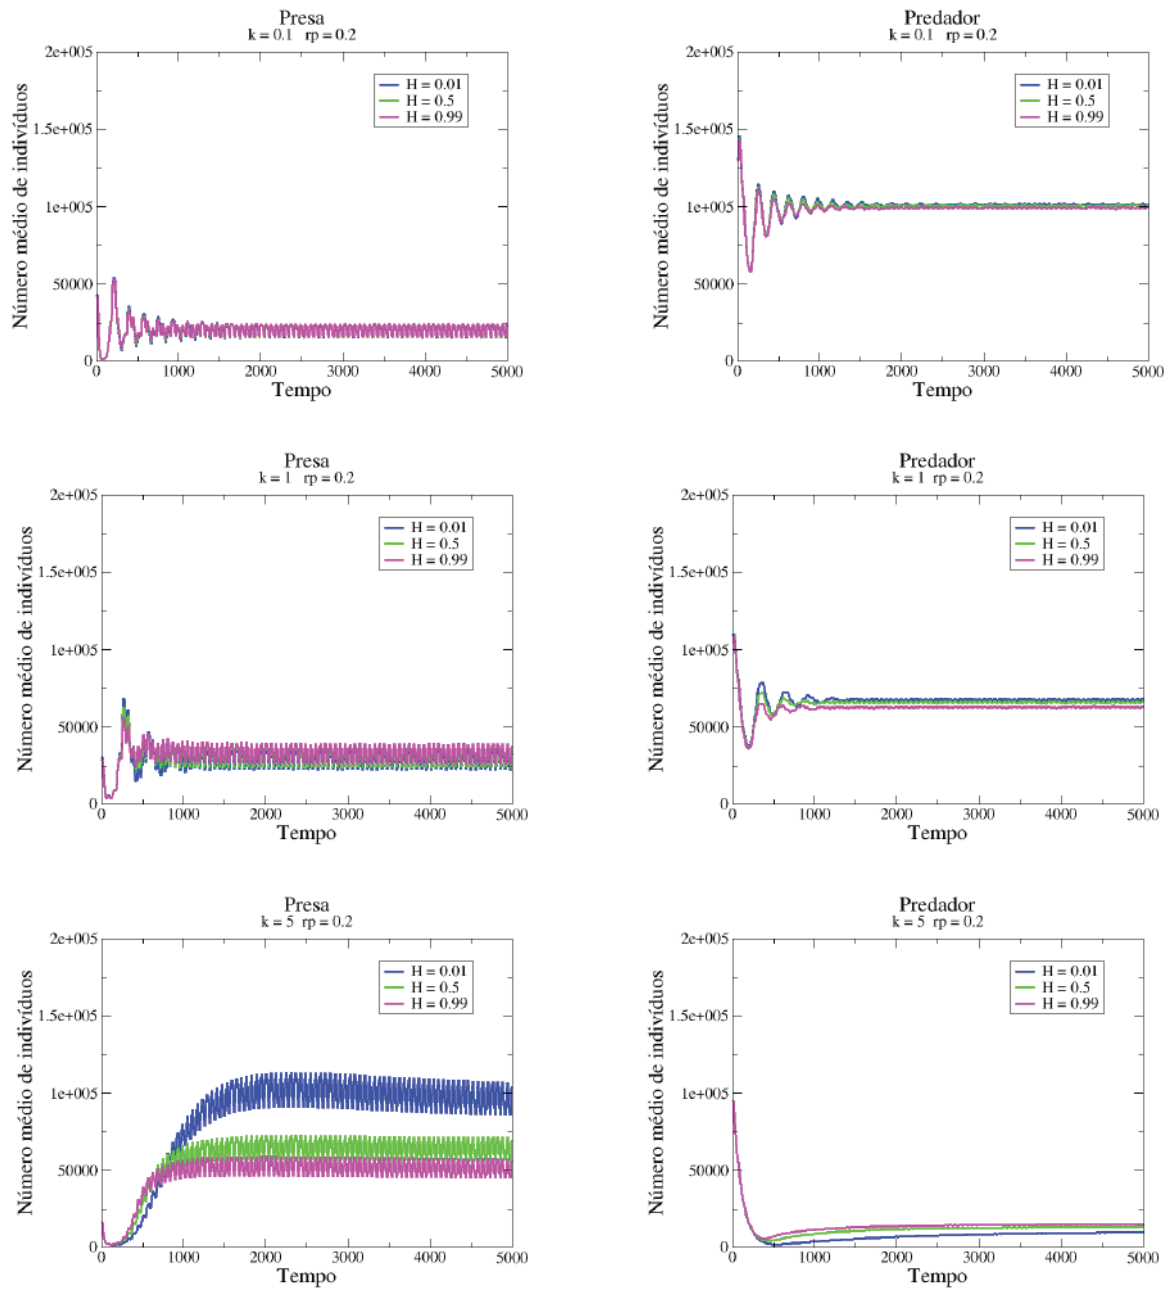 Presa
k = 0.1 rp = 0.2
Número médio de indivíduos
2e+005
1.5e+005
1e+005
50000
0
H = 0.01
H = 0.5
H = 0.99
0 1000 2000 3000 4000 5000
Tempo
Predador
k = 0.1 rp = 0.2
Número médio de indivíduos
2e+005
1.5e+005
1e+005
50000
0
H = 0.01
H = 0.5
H = 0.99
0 1000 2000 3000 4000 5000
Tempo
Presa
k = 1 rp = 0.2
Número médio de indivíduos
2e+005
1.5e+005
1e+005
50000
0
H = 0.01
H = 0.5
H = 0.99
0 1000 2000 3000 4000 5000
Tempo
Predador
k = 1 rp = 0.2
Número médio de indivíduos
2e+005
1.5e+005
1e+005
50000
0
H = 0.01
H = 0.5
H = 0.99
0 1000 2000 3000 4000 5000
Tempo
Presa
k = 5 rp = 0.2
Número médio de indivíduos
2e+005
1.5e+005
1e+005
50000
0
H = 0.01
H = 0.5
H = 0.99
0 1000 2000 3000 4000 5000
Tempo
Predador
k = 5 rp = 0.2
Número médio de indivíduos
2e+005
1.5e+005
1e+005
50000
0
H = 0.01
H = 0.5
H = 0.99
0 1000 2000 3000 4000 5000
Tempo